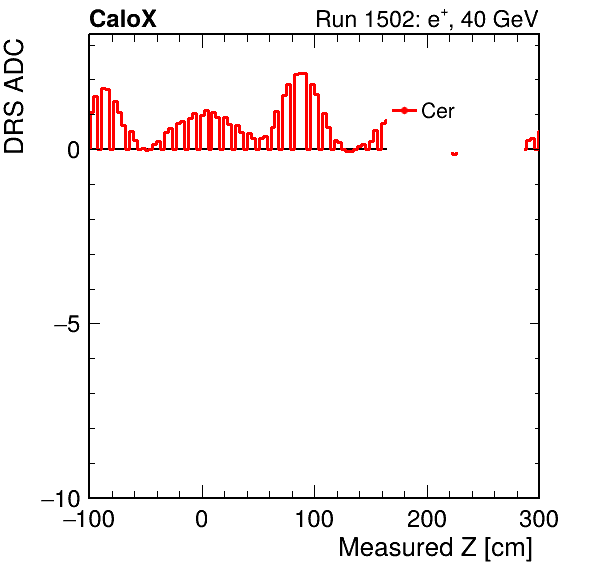 CaloX
Run 1502: e+, 40 GeV
DRS ADC
Cer
0
−5
−10
−100 0 100 200 300
Measured Z [cm]